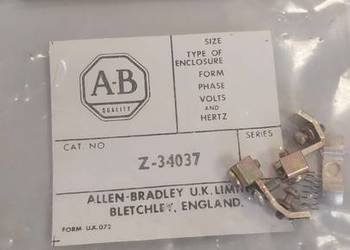 A-B
QUALITY
SIZE
TYPE OF
ENCLOSURE
FORM
PHASE
VOLTS
AND
HERTZ
CAT. NO
SERIES
Z-34037
ALLEN-BRADLEY U.K. LIMIT
BLETCHLEY, ENGLAND.
FORM U.K.072